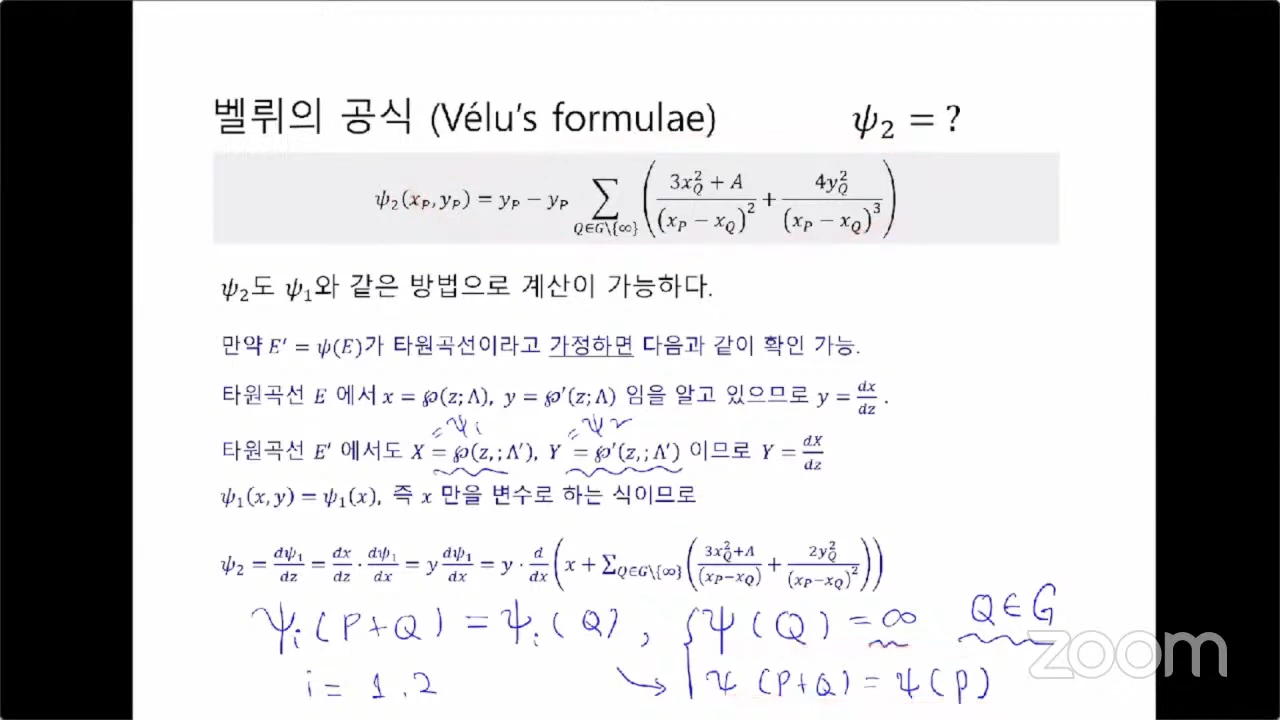 벨뤼의 공식 (Vélu's formulae) ψ₂ = ?
ψ₂(x_P, y_P) = y_P − y_P ∑_{Q∈G\{∞}} ( (3x_Q² + A)/(x_P − x_Q)² + 4y_Q²/(x_P − x_Q)³ )
ψ₂도 ψ₁와 같은 방법으로 계산이 가능하다.
만약 E′ = ψ(E)가 타원곡선이라고 가정하면 다음과 같이 확인 가능.
타원곡선 E 에서 x = ℘(z; Λ), y = ℘′(z; Λ) 임을 알고 있으므로 y = dx/dz .
= ψ₁ = ψ₂
타원곡선 E′ 에서도 X = ℘(z,; Λ′), Y = ℘′(z,; Λ′) 이므로 Y = dX/dz
ψ₁(x, y) = ψ₁(x), 즉 x 만을 변수로 하는 식이므로
ψ₂ = dψ₁/dz = dx/dz · dψ₁/dx = y dψ₁/dx = y · d/dx ( x + ∑_{Q∈G\{∞}} ( (3x_Q²+A)/(x_P−x_Q) + 2y_Q²/(x_P−x_Q)² ) )
ψᵢ(P+Q) = ψᵢ(Q), { ψ(Q) = ∞ Q∈G
i = 1.2 → ψ(P+Q) = ψ(P)
zoom